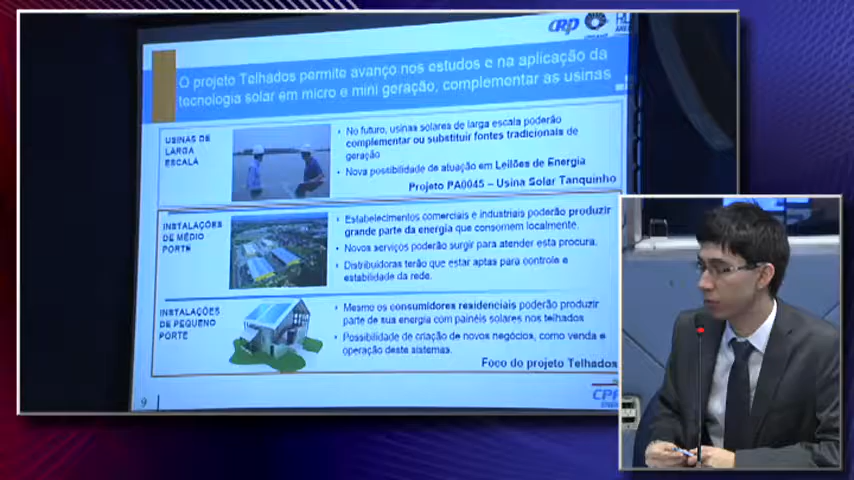 CRP
O projeto Telhados permite avanço nos estudos e na aplicação da
tecnologia solar em micro e mini geração, complementar as usinas
USINAS DE
LARGA
ESCALA
• No futuro, usinas solares de larga escala poderão
complementar ou substituir fontes tradicionais de
geração
• Nova possibilidade de atuação em Leilões de Energia
Projeto PA0045 – Usina Solar Tanquinho
INSTALAÇÕES
DE MÉDIO
PORTE
• Estabelecimentos comerciais e industriais poderão produzir
grande parte da energia que consomem localmente.
• Novos serviços poderão surgir para atender esta procura.
• Distribuidoras terão que estar aptas para controle e
estabilidade da rede.
INSTALAÇÕES
DE PEQUENO
PORTE
• Mesmo os consumidores residenciais poderão produzir
parte de sua energia com painéis solares nos telhados
• Possibilidade de criação de novos negócios, como venda e
operação deste sistemas.
Foco do projeto Telhados
9